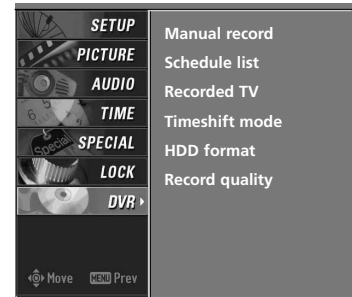 SETUP
PICTURE
AUDIO
TIME
SPECIAL
LOCK
DVR
Move MENU Prev
Manual record
Schedule list
Recorded TV
Timeshift mode
HDD format
Record quality